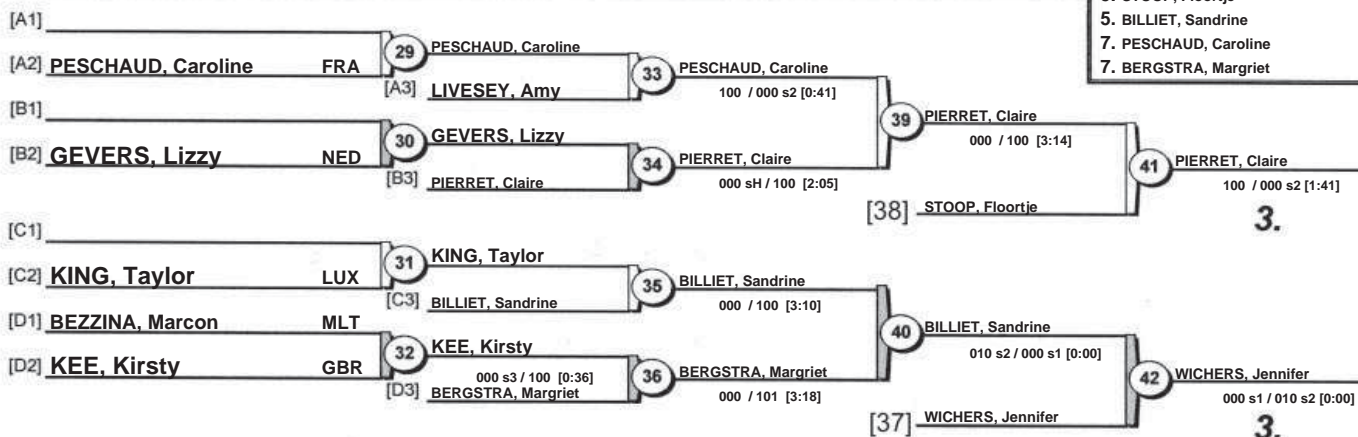 5. BILLIET, Sandrine
7. PESCHAUD, Caroline
7. BERGSTRA, Margriet
[A1]
[A2] PESCHAUD, Caroline FRA
29 PESCHAUD, Caroline
[A3] LIVESEY, Amy
33 PESCHAUD, Caroline
100 / 000 s2 [0:41]
[B1]
[B2] GEVERS, Lizzy NED
30 GEVERS, Lizzy
[B3] PIERRET, Claire
34 PIERRET, Claire
000 sH / 100 [2:05]
39 PIERRET, Claire
000 / 100 [3:14]
[38] STOOP, Floortje
41 PIERRET, Claire
100 / 000 s2 [1:41]
3.
[C1]
[C2] KING, Taylor LUX
31 KING, Taylor
[C3] BILLIET, Sandrine
35 BILLIET, Sandrine
000 / 100 [3:10]
[D1] BEZZINA, Marcon MLT
[D2] KEE, Kirsty GBR
32 KEE, Kirsty
000 s3 / 100 [0:36]
[D3] BERGSTRA, Margriet
36 BERGSTRA, Margriet
000 / 101 [3:18]
40 BILLIET, Sandrine
010 s2 / 000 s1 [0:00]
[37] WICHERS, Jennifer
42 WICHERS, Jennifer
000 s1 / 010 s2 [0:00]
3.